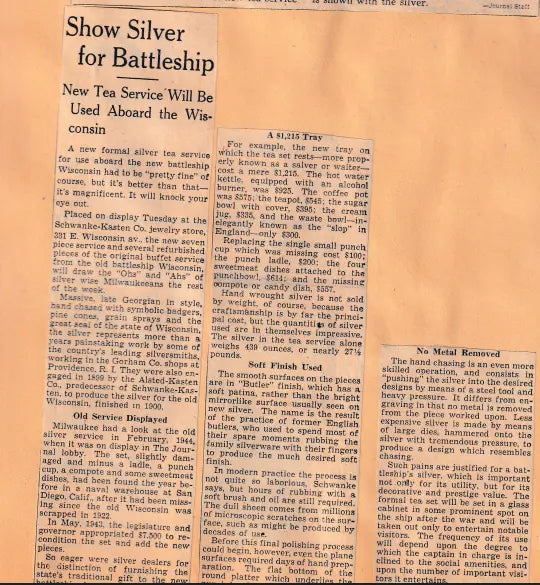 is shown with the silver.
—Journal Staff
Show Silver
for Battleship
New Tea Service Will Be
Used Aboard the Wis-
consin
A new formal silver tea service
for use aboard the new battleship
Wisconsin had to be "pretty fine" of
course, but it's better than that—
it's magnificent. It will knock your
eye out.
Placed on display Tuesday at the
Schwanke-Kasten Co. jewelry store,
331 E. Wisconsin av., the new seven
piece service and several refurbished
pieces of the original buffet service
from the old battleship Wisconsin,
will draw the "Ohs" and "Ahs" of
silver wise Milwaukeeans the rest
of the week.
Massive, late Georgian in style,
hand chased with symbolic badgers,
pine cones, grain sprays and the
great seal of the state of Wisconsin,
the silver represents more than a
years painstaking work by some of
the country's leading silversmiths,
working in the Gorham Co. shops at
Providence, R. I. They were also en-
gaged in 1899 by the Alsted-Kasten
Co., predecessor of Schwanke-Kas-
ten, to produce the silver for the old
Wisconsin, finished in 1900.
Old Service Displayed
Milwaukee had a look at the old
silver service in February, 1944,
when it was on display in The Jour-
nal lobby. The set, slightly dam-
aged and minus a ladle, a punch
cup, a compote and some sweetmeat
dishes, had been found the year be-
fore in a naval warehouse at San
Diego, Calif., after it had been miss-
ing since the old Wisconsin was
scrapped in 1922.
In May, 1943, the legislature and
governor appropriated $7,500 to re-
condition the set and add the new
pieces.
So eager were silver dealers for
the distinction of furnishing the
state's traditional gift to the new
A $1,215 Tray
For example, the new tray on
which the tea set rests—more prop-
erly known as a salver or waiter—
cost a mere $1,215. The hot water
kettle, equipped with an alcohol
burner, was $925. The coffee pot
was $575; the teapot, $545; the sugar
bowl with cover, $395; the cream
jug, $335, and the waste bowl—in-
elegantly known as the "slop" in
England—only $300.
Replacing the single small punch
cup which was missing cost $100;
the punch ladle, $200; the four
sweetmeat dishes attached to the
punchbowl, $614; and the missing
compote or candy dish, $557.
Hand wrought silver is not sold
by weight, of course, because the
craftsmanship is by far the princi-
pal cost, but the quantities of silver
used are in themselves impressive.
The silver in the tea service alone
weighs 439 ounces, or nearly 27½
pounds.
Soft Finish Used
The smooth surfaces on the pieces
are in "Butler" finish, which has a
soft patina, rather than the bright
mirrorlike surface usually seen on
new silver. The name is the result
of the practice of former English
butlers, who used to spend most of
their spare moments rubbing the
family silverware with their fingers
to produce the much desired soft
finish.
In modern practice the process is
not quite so laborious, Schwanke
says, but hours of rubbing with a
soft brush and oil are still required.
The dull sheen comes from millions
of microscopic scratches on the sur-
face, such as might be produced by
decades of use.
Before this final polishing process
could begin, however, even the plane
surfaces required days of hand prep-
aration. The flat bottom of the
round platter which underlies the
No Metal Removed
The hand chasing is an even more
skilled operation, and consists in
"pushing" the silver into the desired
designs by means of a steel tool and
heavy pressure. It differs from en-
graving in that no metal is removed
from the piece worked upon. Less
expensive silver is made by means
of large dies, hammered onto the
silver with tremendous pressure, to
produce a design which resembles
chasing.
Such pains are justified for a bat-
tleship's silver, which is important
not only for its utility, but for its
decorative and prestige value. The
formal tea set will be set in a glass
cabinet in some prominent spot on
the ship after the war and will be
taken out only to entertain notable
visitors. The frequency of its use
will depend upon the degree to
which the captain in charge is in-
clined to the social amenities, and
upon the number of important visi-
tors it entertains.